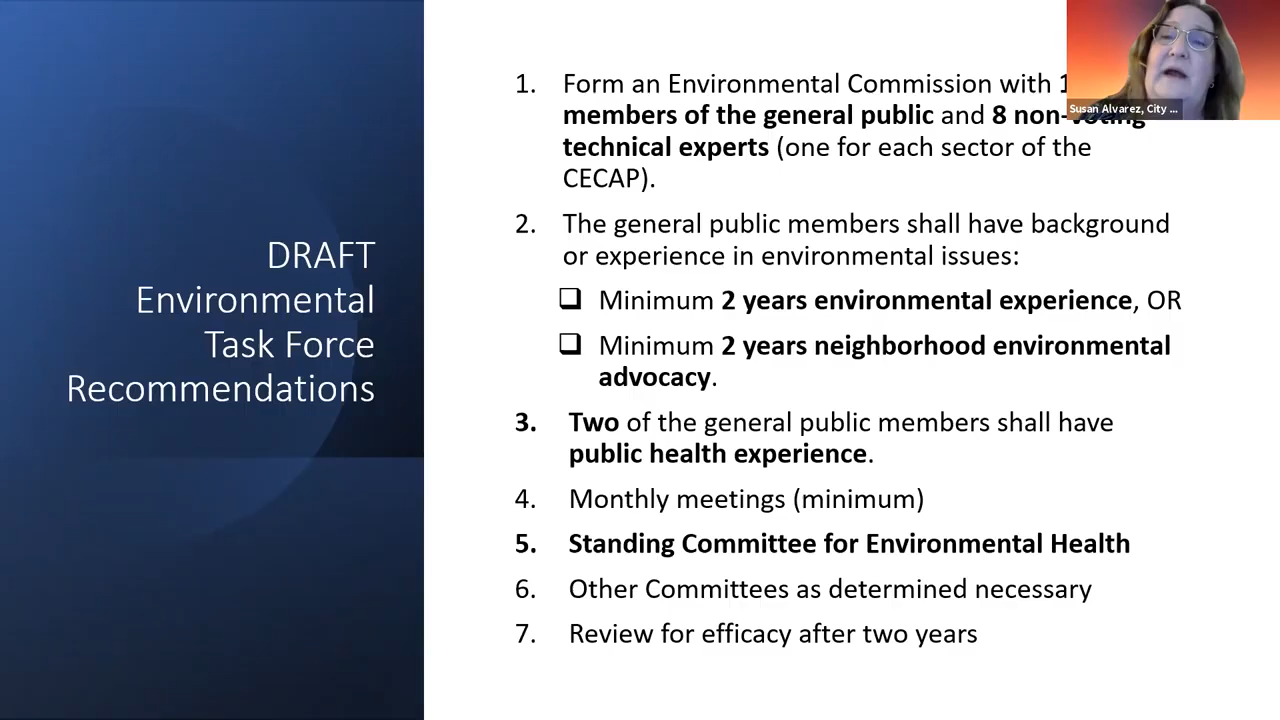 DRAFT
Environmental
Task Force
Recommendations
1. Form an Environmental Commission with
members of the general public and 8 non-voting
technical experts (one for each sector of the
CECAP).
2. The general public members shall have background
or experience in environmental issues:
❑ Minimum 2 years environmental experience, OR
❑ Minimum 2 years neighborhood environmental
advocacy.
3. Two of the general public members shall have
public health experience.
4. Monthly meetings (minimum)
5. Standing Committee for Environmental Health
6. Other Committees as determined necessary
7. Review for efficacy after two years
Susan Alvarez, City ...